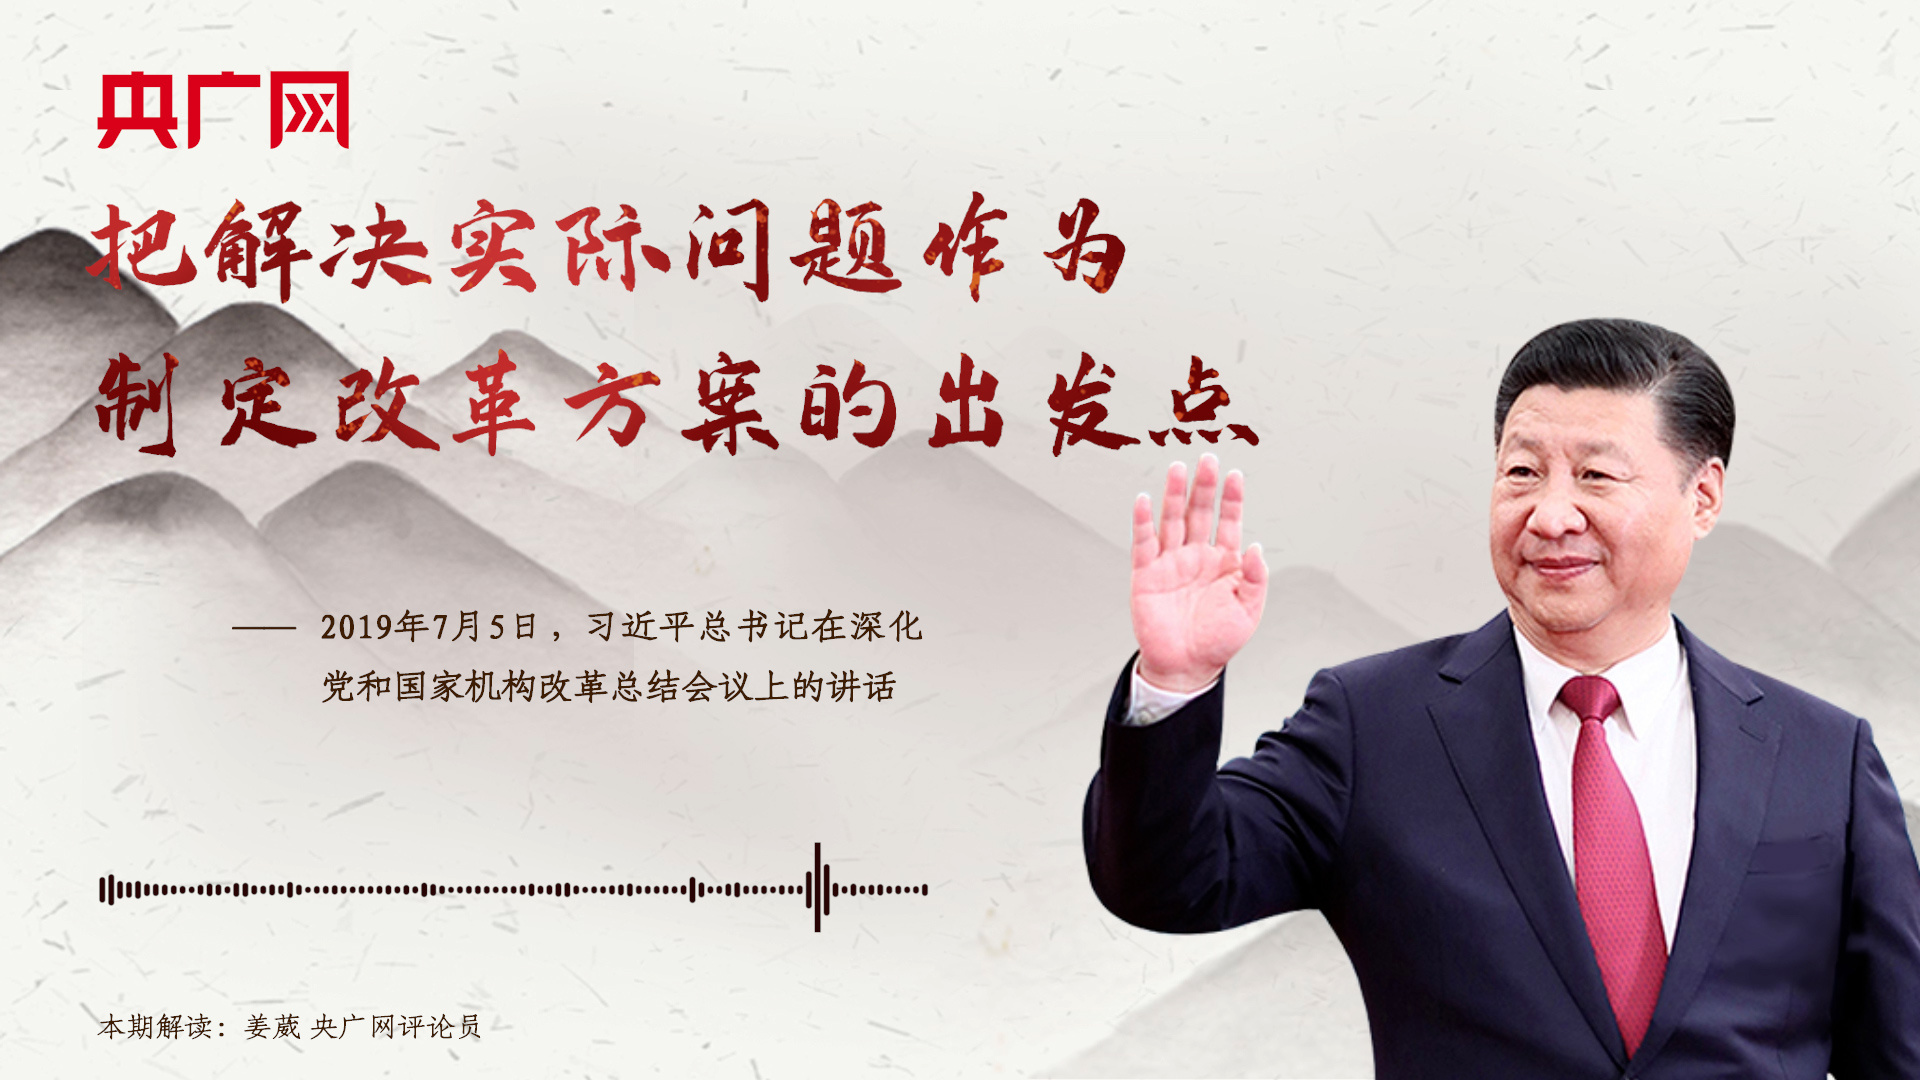 央广网
把解决实际问题作为
制定改革方案的出发点
—— 2019年7月5日，习近平总书记在深化
党和国家机构改革总结会议上的讲话
本期解读：姜葳 央广网评论员